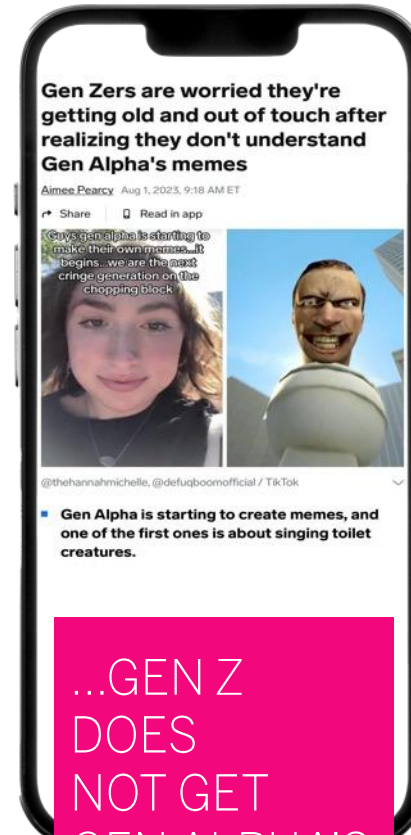 Gen Zers are worried they're
getting old and out of touch after
realizing they don't understand
Gen Alpha's memes
Aimee Pearcy Aug 1, 2023, 9:18 AM ET
Share Read in app
Guys gen alpha is starting to
make their own memes...it
begins...we are the next
cringe generation on the
chopping block
@thehannahmichelle, @defuqboomofficial / TikTok
Gen Alpha is starting to create memes, and
one of the first ones is about singing toilet
creatures.
...GEN Z
DOES
NOT GET
GEN ALPHA'S